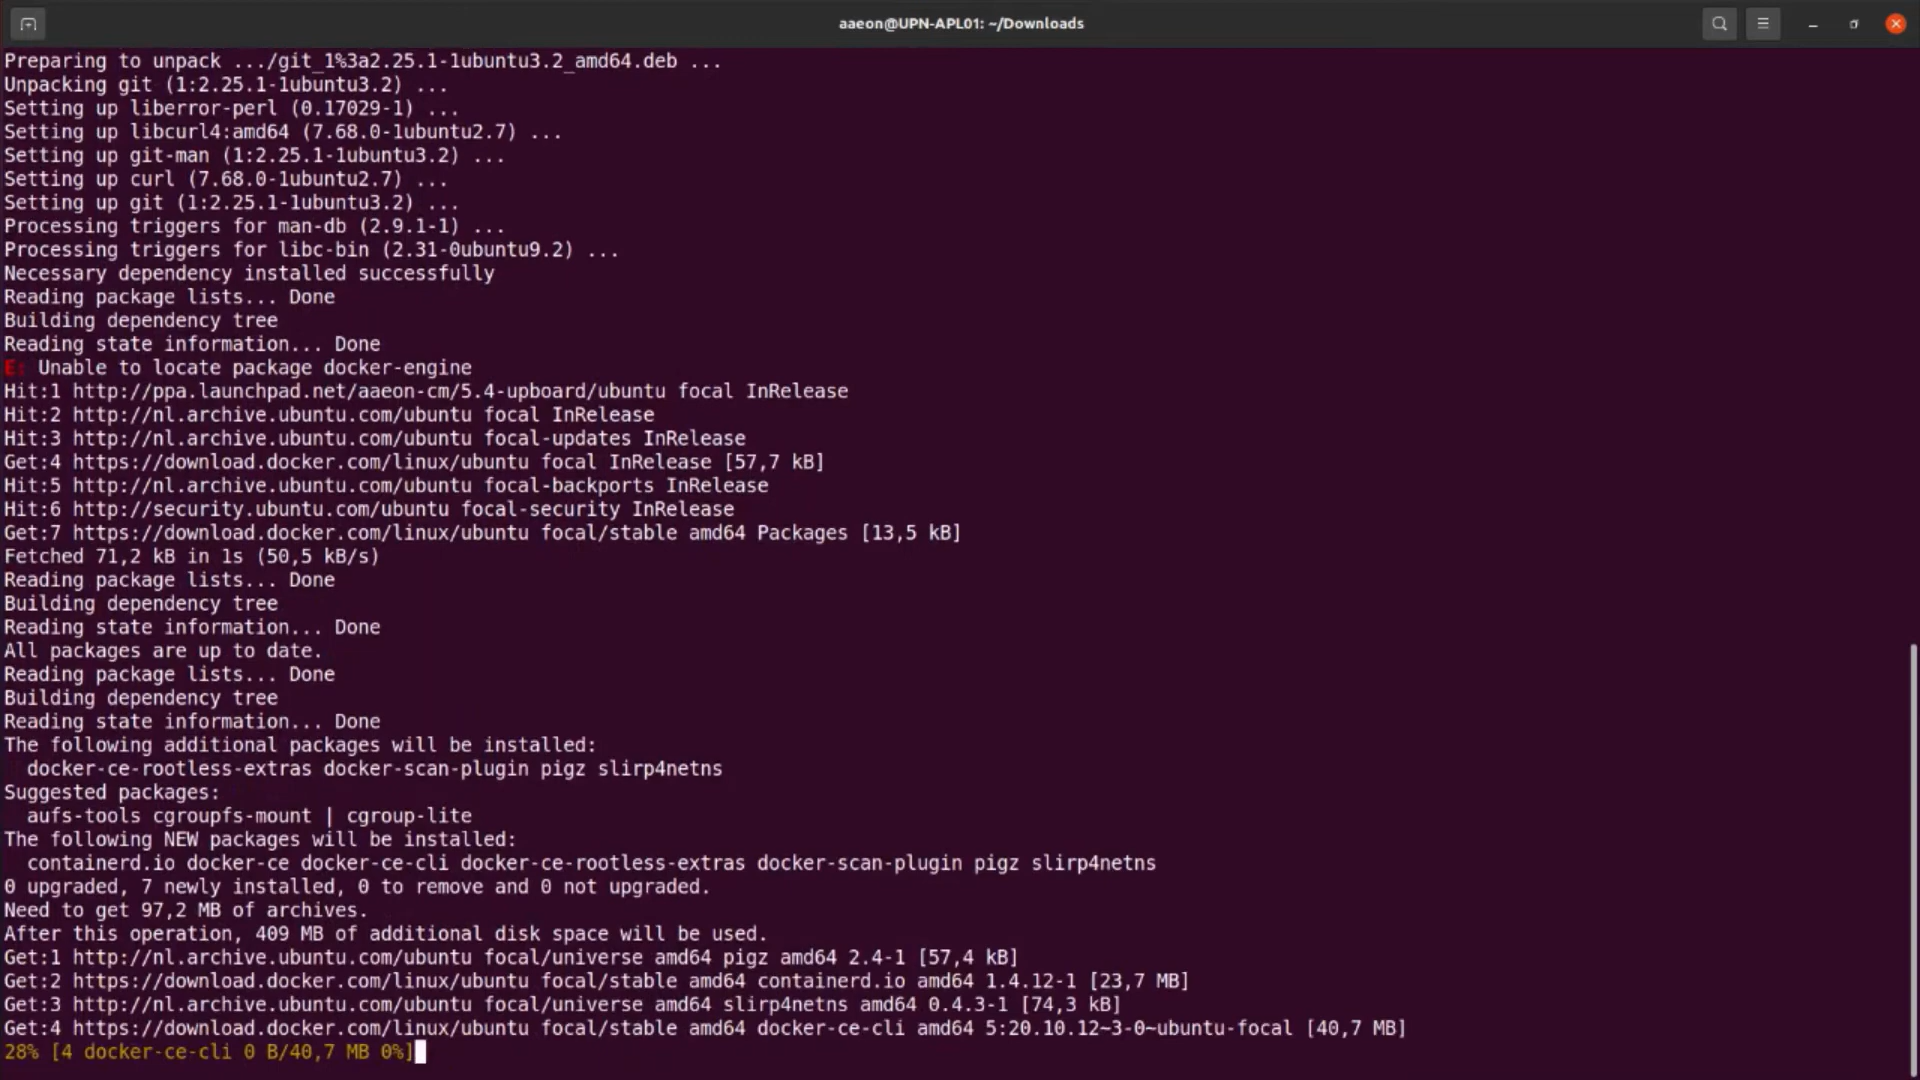 aaeon@UPN-APL01: ~/Downloads
Preparing to unpack .../git_1%3a2.25.1-1ubuntu3.2_amd64.deb ...
Unpacking git (1:2.25.1-1ubuntu3.2) ...
Setting up liberror-perl (0.17029-1) ...
Setting up libcurl4:amd64 (7.68.0-1ubuntu2.7) ...
Setting up git-man (1:2.25.1-1ubuntu3.2) ...
Setting up curl (7.68.0-1ubuntu2.7) ...
Setting up git (1:2.25.1-1ubuntu3.2) ...
Processing triggers for man-db (2.9.1-1) ...
Processing triggers for libc-bin (2.31-0ubuntu9.2) ...
Necessary dependency installed successfully
Reading package lists... Done
Building dependency tree
Reading state information... Done
E: Unable to locate package docker-engine
Hit:1 http://ppa.launchpad.net/aaeon-cm/5.4-upboard/ubuntu focal InRelease
Hit:2 http://nl.archive.ubuntu.com/ubuntu focal InRelease
Hit:3 http://nl.archive.ubuntu.com/ubuntu focal-updates InRelease
Get:4 https://download.docker.com/linux/ubuntu focal InRelease [57,7 kB]
Hit:5 http://nl.archive.ubuntu.com/ubuntu focal-backports InRelease
Hit:6 http://security.ubuntu.com/ubuntu focal-security InRelease
Get:7 https://download.docker.com/linux/ubuntu focal/stable amd64 Packages [13,5 kB]
Fetched 71,2 kB in 1s (50,5 kB/s)
Reading package lists... Done
Building dependency tree
Reading state information... Done
All packages are up to date.
Reading package lists... Done
Building dependency tree
Reading state information... Done
The following additional packages will be installed:
  docker-ce-rootless-extras docker-scan-plugin pigz slirp4netns
Suggested packages:
  aufs-tools cgroupfs-mount | cgroup-lite
The following NEW packages will be installed:
  containerd.io docker-ce docker-ce-cli docker-ce-rootless-extras docker-scan-plugin pigz slirp4netns
0 upgraded, 7 newly installed, 0 to remove and 0 not upgraded.
Need to get 97,2 MB of archives.
After this operation, 409 MB of additional disk space will be used.
Get:1 http://nl.archive.ubuntu.com/ubuntu focal/universe amd64 pigz amd64 2.4-1 [57,4 kB]
Get:2 https://download.docker.com/linux/ubuntu focal/stable amd64 containerd.io amd64 1.4.12-1 [23,7 MB]
Get:3 http://nl.archive.ubuntu.com/ubuntu focal/universe amd64 slirp4netns amd64 0.4.3-1 [74,3 kB]
Get:4 https://download.docker.com/linux/ubuntu focal/stable amd64 docker-ce-cli amd64 5:20.10.12~3-0~ubuntu-focal [40,7 MB]
28% [4 docker-ce-cli 0 B/40,7 MB 0%]